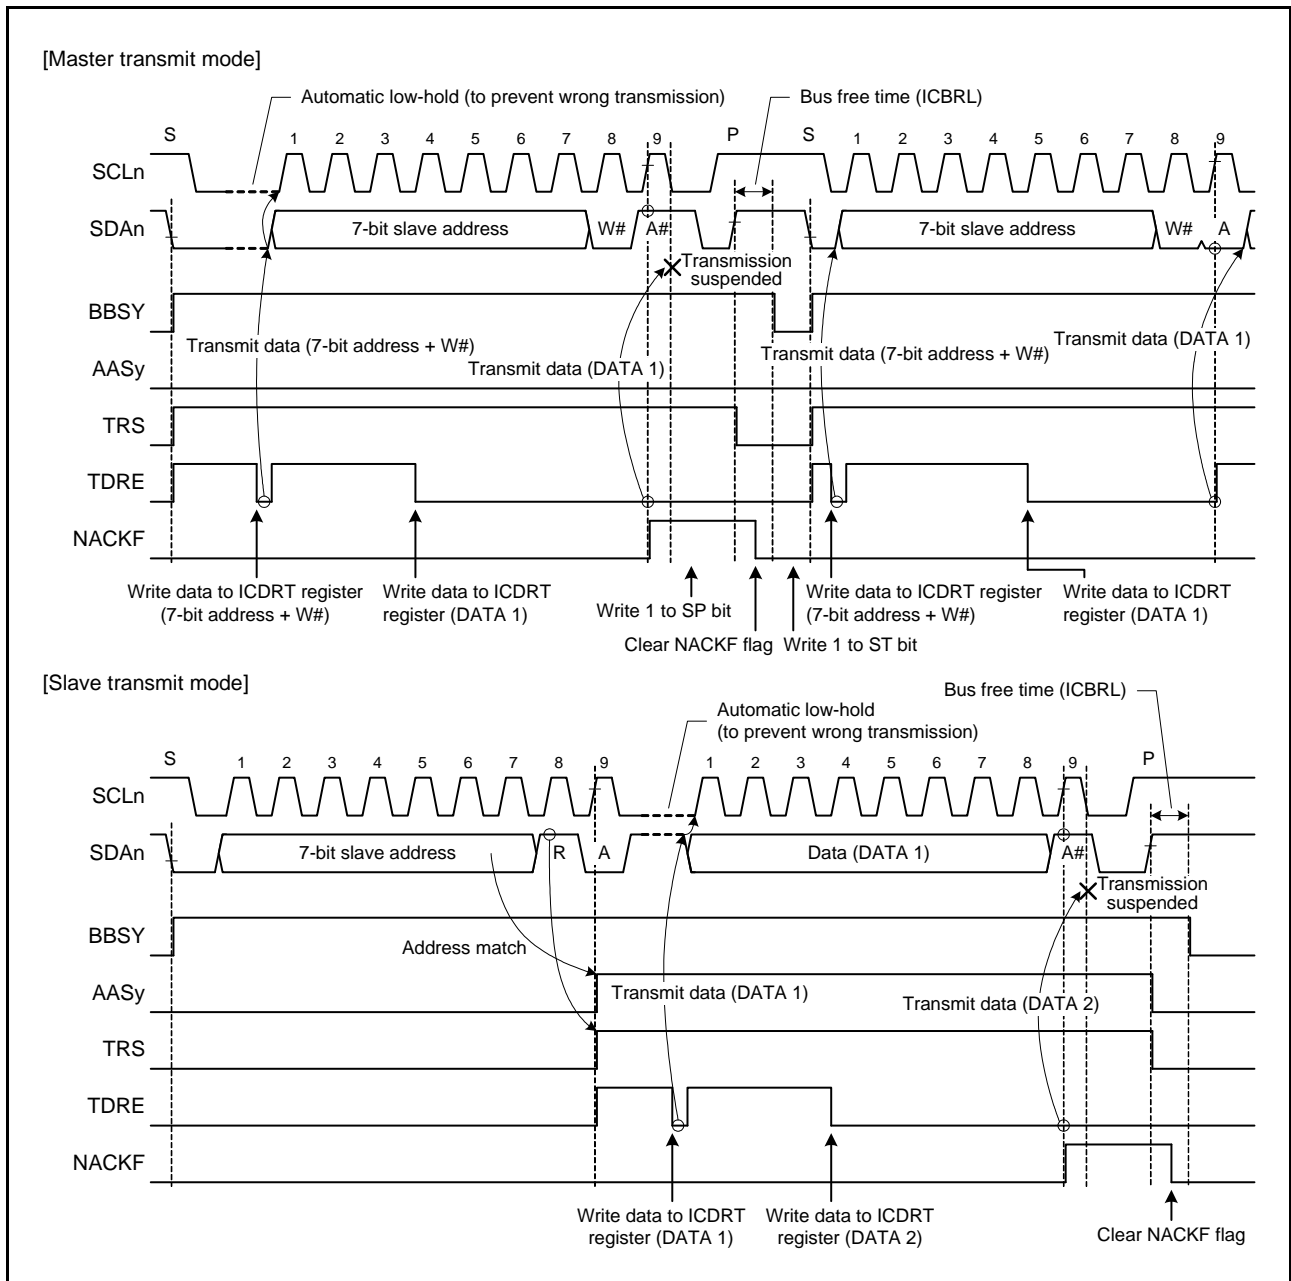 [Master transmit mode]
Automatic low-hold (to prevent wrong transmission)
Bus free time (ICBRL)
S 1 2 3 4 5 6 7 8 9 P S 1 2 3 4 5 6 7 8 9
SCLn
SDAn 7-bit slave address W# A# 7-bit slave address W# A
Transmission
suspended
BBSY
Transmit data (7-bit address + W#)
Transmit data (DATA 1)
Transmit data (7-bit address + W#)
Transmit data (DATA 1)
AASy
TRS
TDRE
NACKF
Write data to ICDRT register
(7-bit address + W#)
Write data to ICDRT
register (DATA 1)
Write 1 to SP bit
Clear NACKF flag
Write 1 to ST bit
Write data to ICDRT register
(7-bit address + W#)
Write data to ICDRT
register (DATA 1)
[Slave transmit mode]
Automatic low-hold
(to prevent wrong transmission)
Bus free time (ICBRL)
S 1 2 3 4 5 6 7 8 9 1 2 3 4 5 6 7 8 9 P
SCLn
SDAn 7-bit slave address R A Data (DATA 1) A#
Transmission
suspended
BBSY
Address match
AASy
Transmit data (DATA 1)
Transmit data (DATA 2)
TRS
TDRE
NACKF
Write data to ICDRT
register (DATA 1)
Write data to ICDRT
register (DATA 2)
Clear NACKF flag